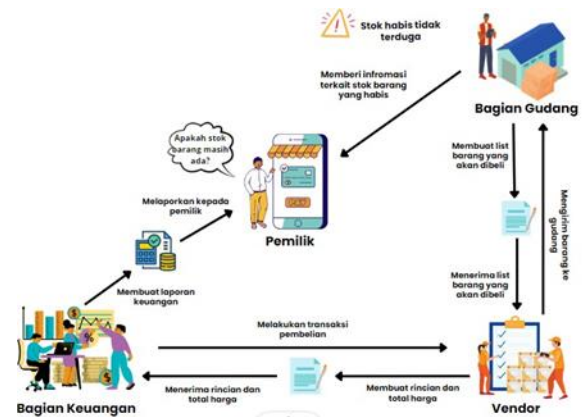 Stok habis tidak
terduga
Memberi infromasi
terkait stok barang
yang habis
Bagian Gudang
Apakah stok
barang masih
ada?
Membuat list
barang yang
akan dibeli
Mengirim barang ke
gudang
Melaporkan kepada
pemilik
Pemilik
Menerima list
barang yang
akan dibeli
Membuat laporan
keuangan
Melakukan transaksi
pembelian
Menerima rincian dan
total harga
Membuat rincian dan
total harga
Bagian Keuangan
Vendor